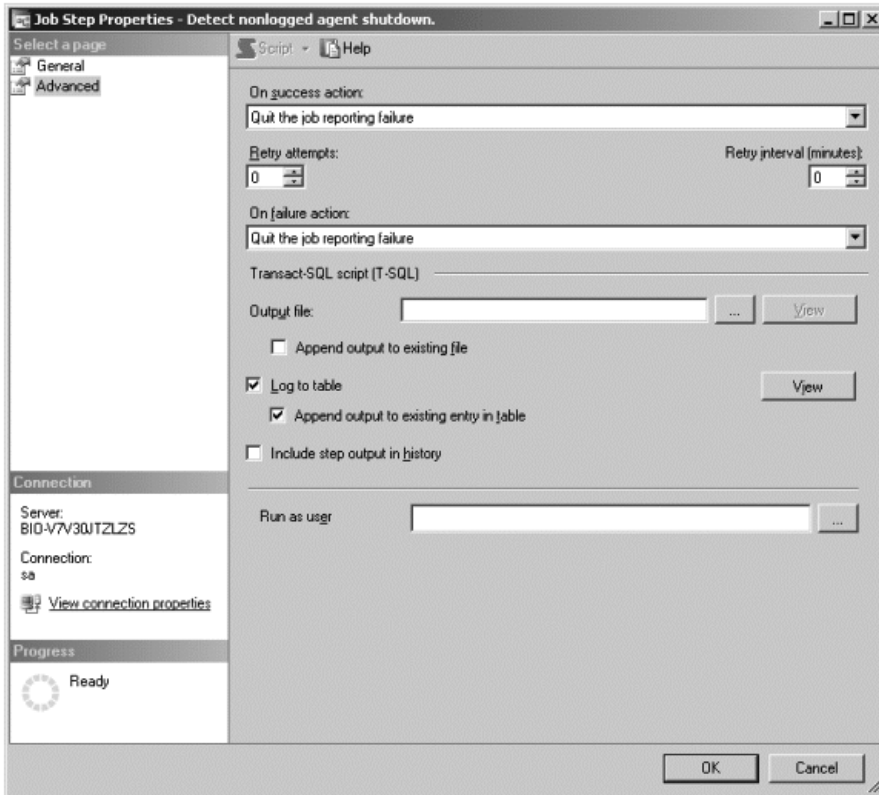 Job Step Properties - Detect nonlogged agent shutdown.
Select a page
General
Advanced
Script
Help
On success action:
Quit the job reporting failure
Retry attempts:
Retry interval (minutes):
0
0
On failure action:
Quit the job reporting failure
Transact-SQL script (T-SQL)
Output file:
...
View
Append output to existing file
Log to table
View
Append output to existing entry in table
Include step output in history
Run as user
...
Connection
Server:
BIO-V7V30JTZLZS
Connection:
sa
View connection properties
Progress
Ready
OK
Cancel